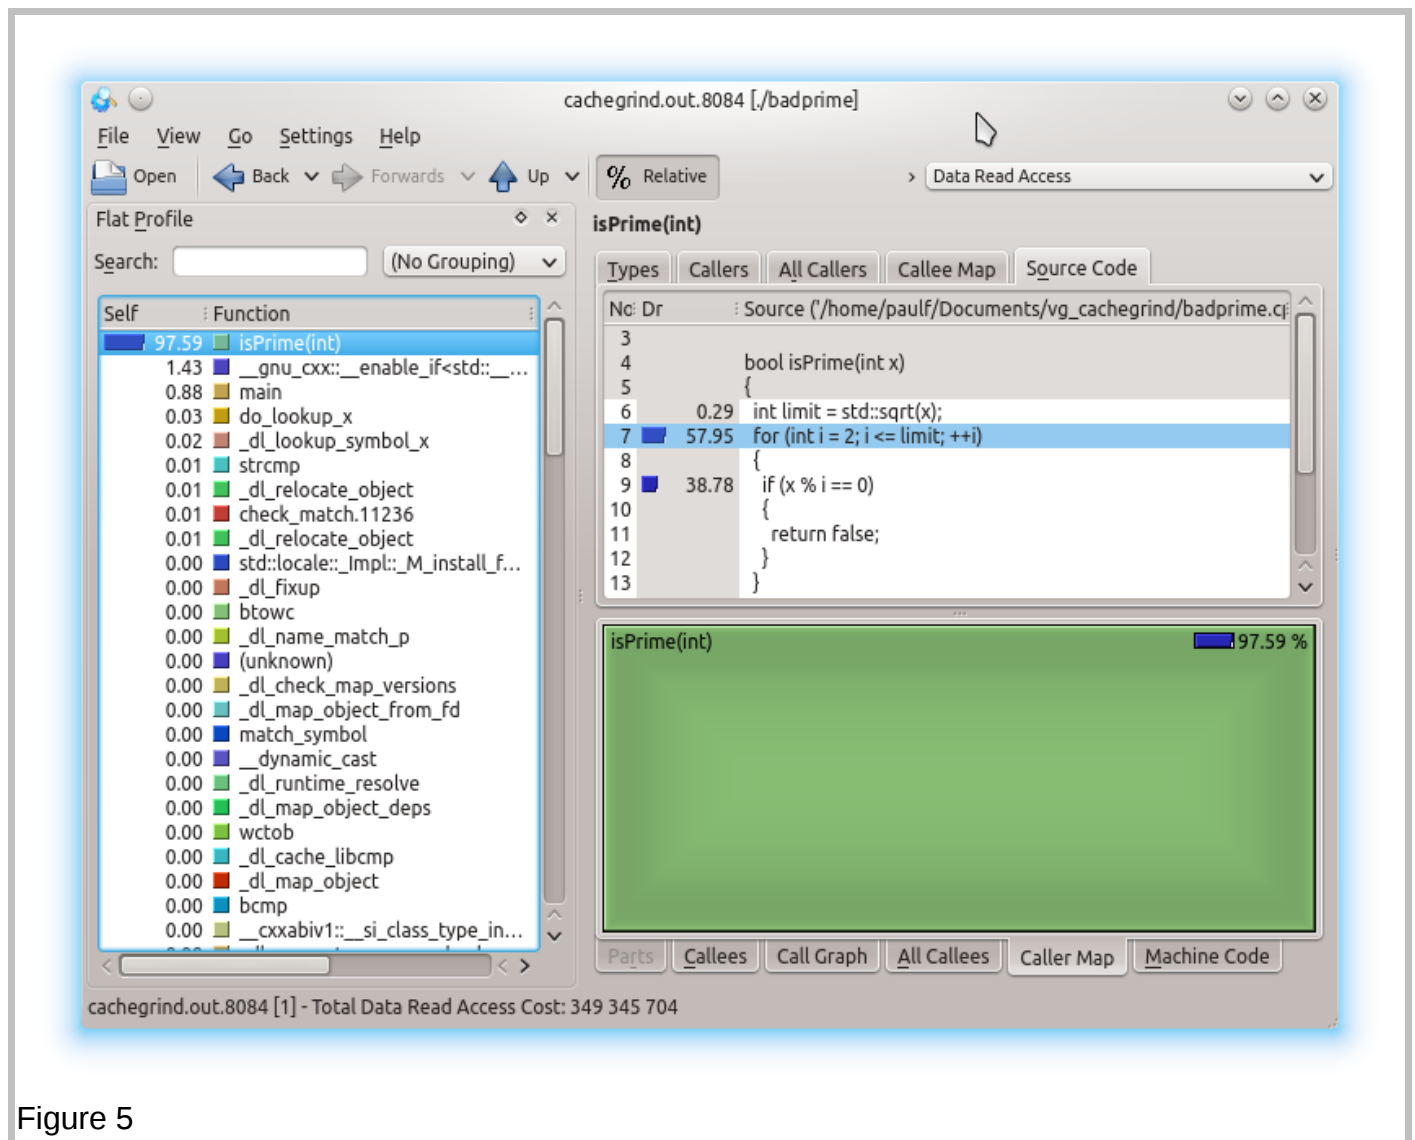 cachegrind.out.8084 [./badprime]
File View Go Settings Help
Open Back Forwards Up % Relative > Data Read Access
Flat Profile
Search: (No Grouping)
Self Function
97.59 isPrime(int)
1.43 __gnu_cxx::__enable_if<std::__...
0.88 main
0.03 do_lookup_x
0.02 _dl_lookup_symbol_x
0.01 strcmp
0.01 _dl_relocate_object
0.01 check_match.11236
0.01 _dl_relocate_object
0.00 std::locale::_Impl::_M_install_f...
0.00 _dl_fixup
0.00 btowc
0.00 _dl_name_match_p
0.00 (unknown)
0.00 _dl_check_map_versions
0.00 _dl_map_object_from_fd
0.00 match_symbol
0.00 __dynamic_cast
0.00 _dl_runtime_resolve
0.00 _dl_map_object_deps
0.00 wctob
0.00 _dl_cache_libcmp
0.00 _dl_map_object
0.00 bcmp
0.00 __cxxabiv1::__si_class_type_in...
isPrime(int)
Types Callers All Callers Callee Map Source Code
No Dr Source ('/home/paulf/Documents/vg_cachegrind/badprime.cp
3
4 bool isPrime(int x)
5 {
6 0.29 int limit = std::sqrt(x);
7 57.95 for (int i = 2; i <= limit; ++i)
8 {
9 38.78 if (x % i == 0)
10 {
11 return false;
12 }
13 }
isPrime(int) 97.59 %
Parts Callees Call Graph All Callees Caller Map Machine Code
cachegrind.out.8084 [1] - Total Data Read Access Cost: 349 345 704
Figure 5